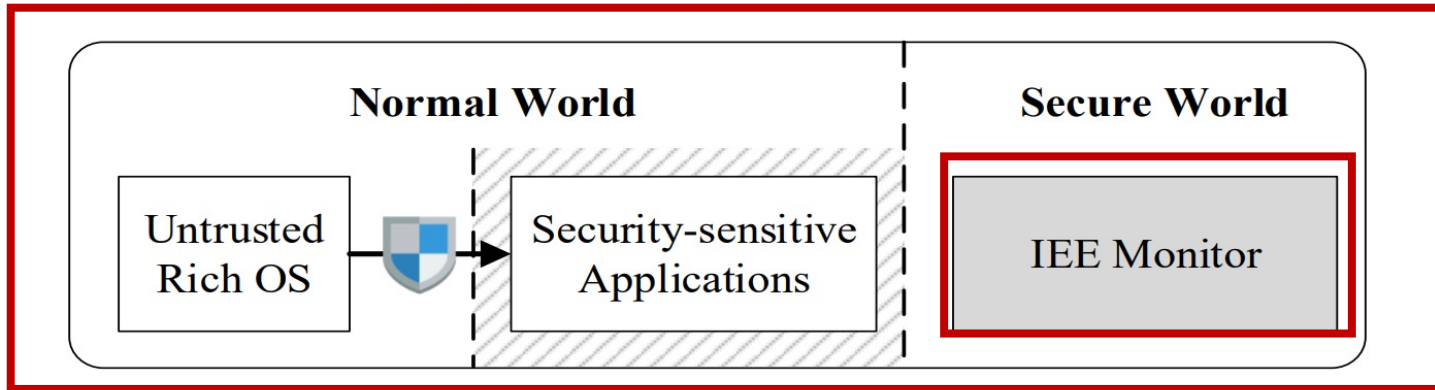 Normal World
Secure World
Untrusted
Rich OS
Security-sensitive
Applications
IEE Monitor